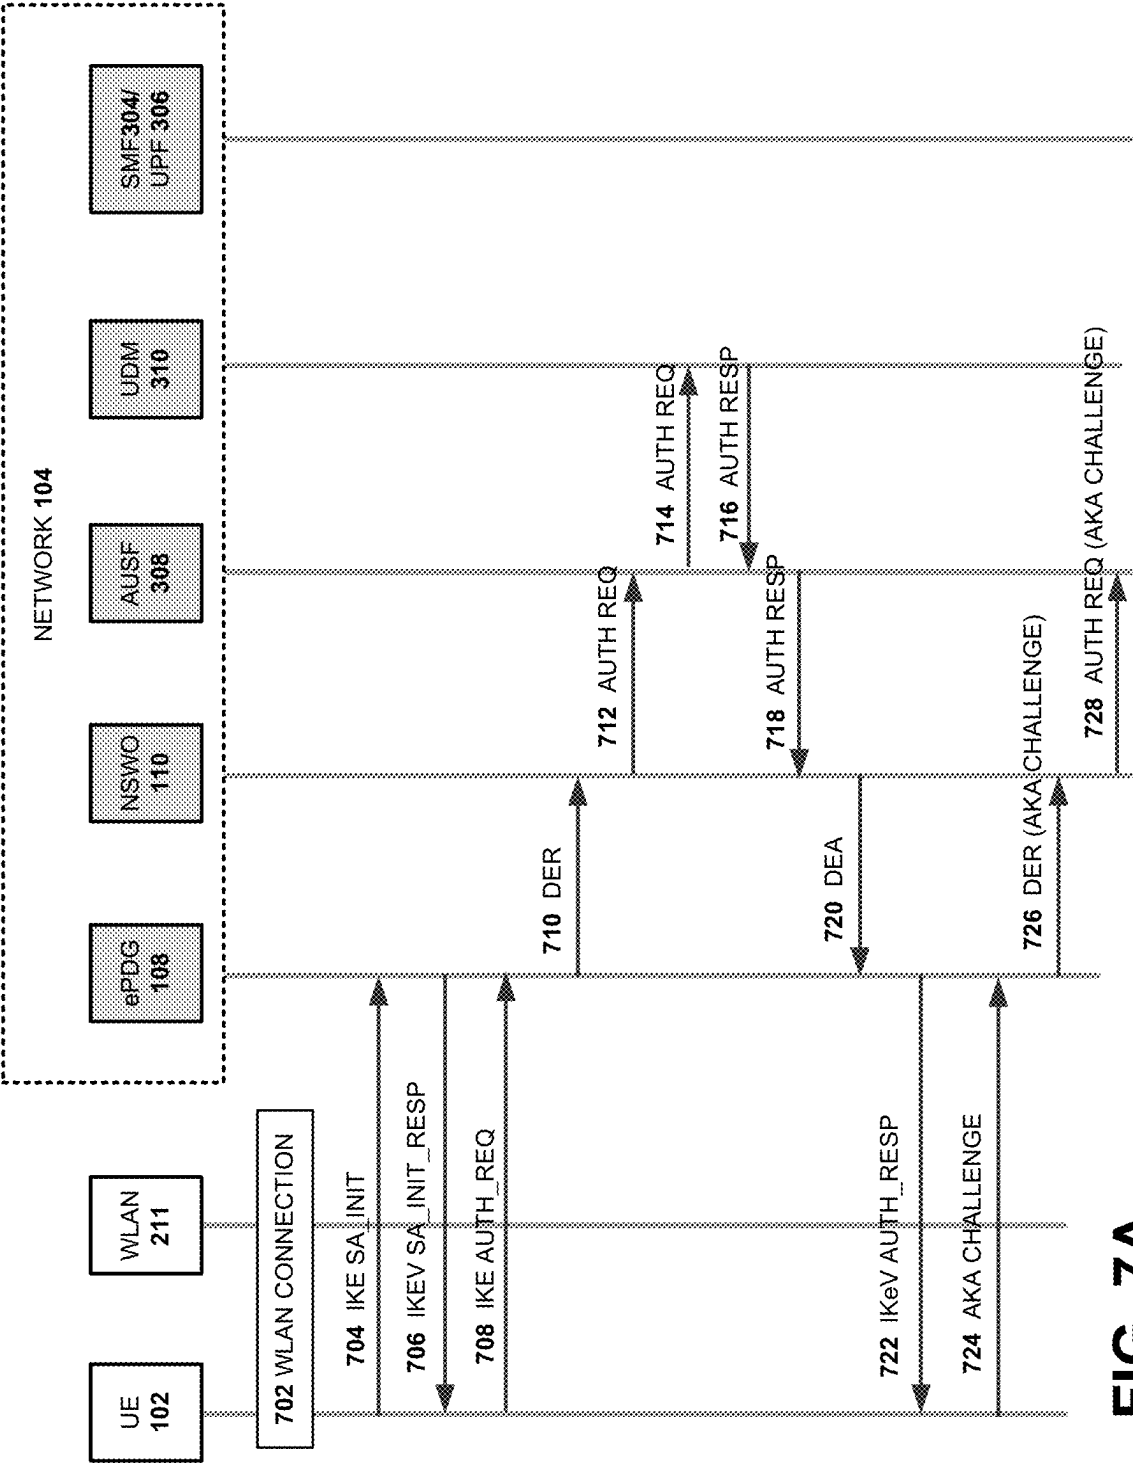 NETWORK 104
UE
102
WLAN
211
ePDG
108
NSWO
110
AUSF
308
UDM
310
SMF304/
UPF 306
702 WLAN CONNECTION
704 IKE SA_INIT
706 IKEV SA_INIT_RESP
708 IKE AUTH_REQ
710 DER
712 AUTH REQ
714 AUTH REQ
716 AUTH RESP
718 AUTH RESP
720 DEA
722 IKeV AUTH_RESP
724 AKA CHALLENGE
726 DER (AKA CHALLENGE)
728 AUTH REQ (AKA CHALLENGE)
FIG. 7A